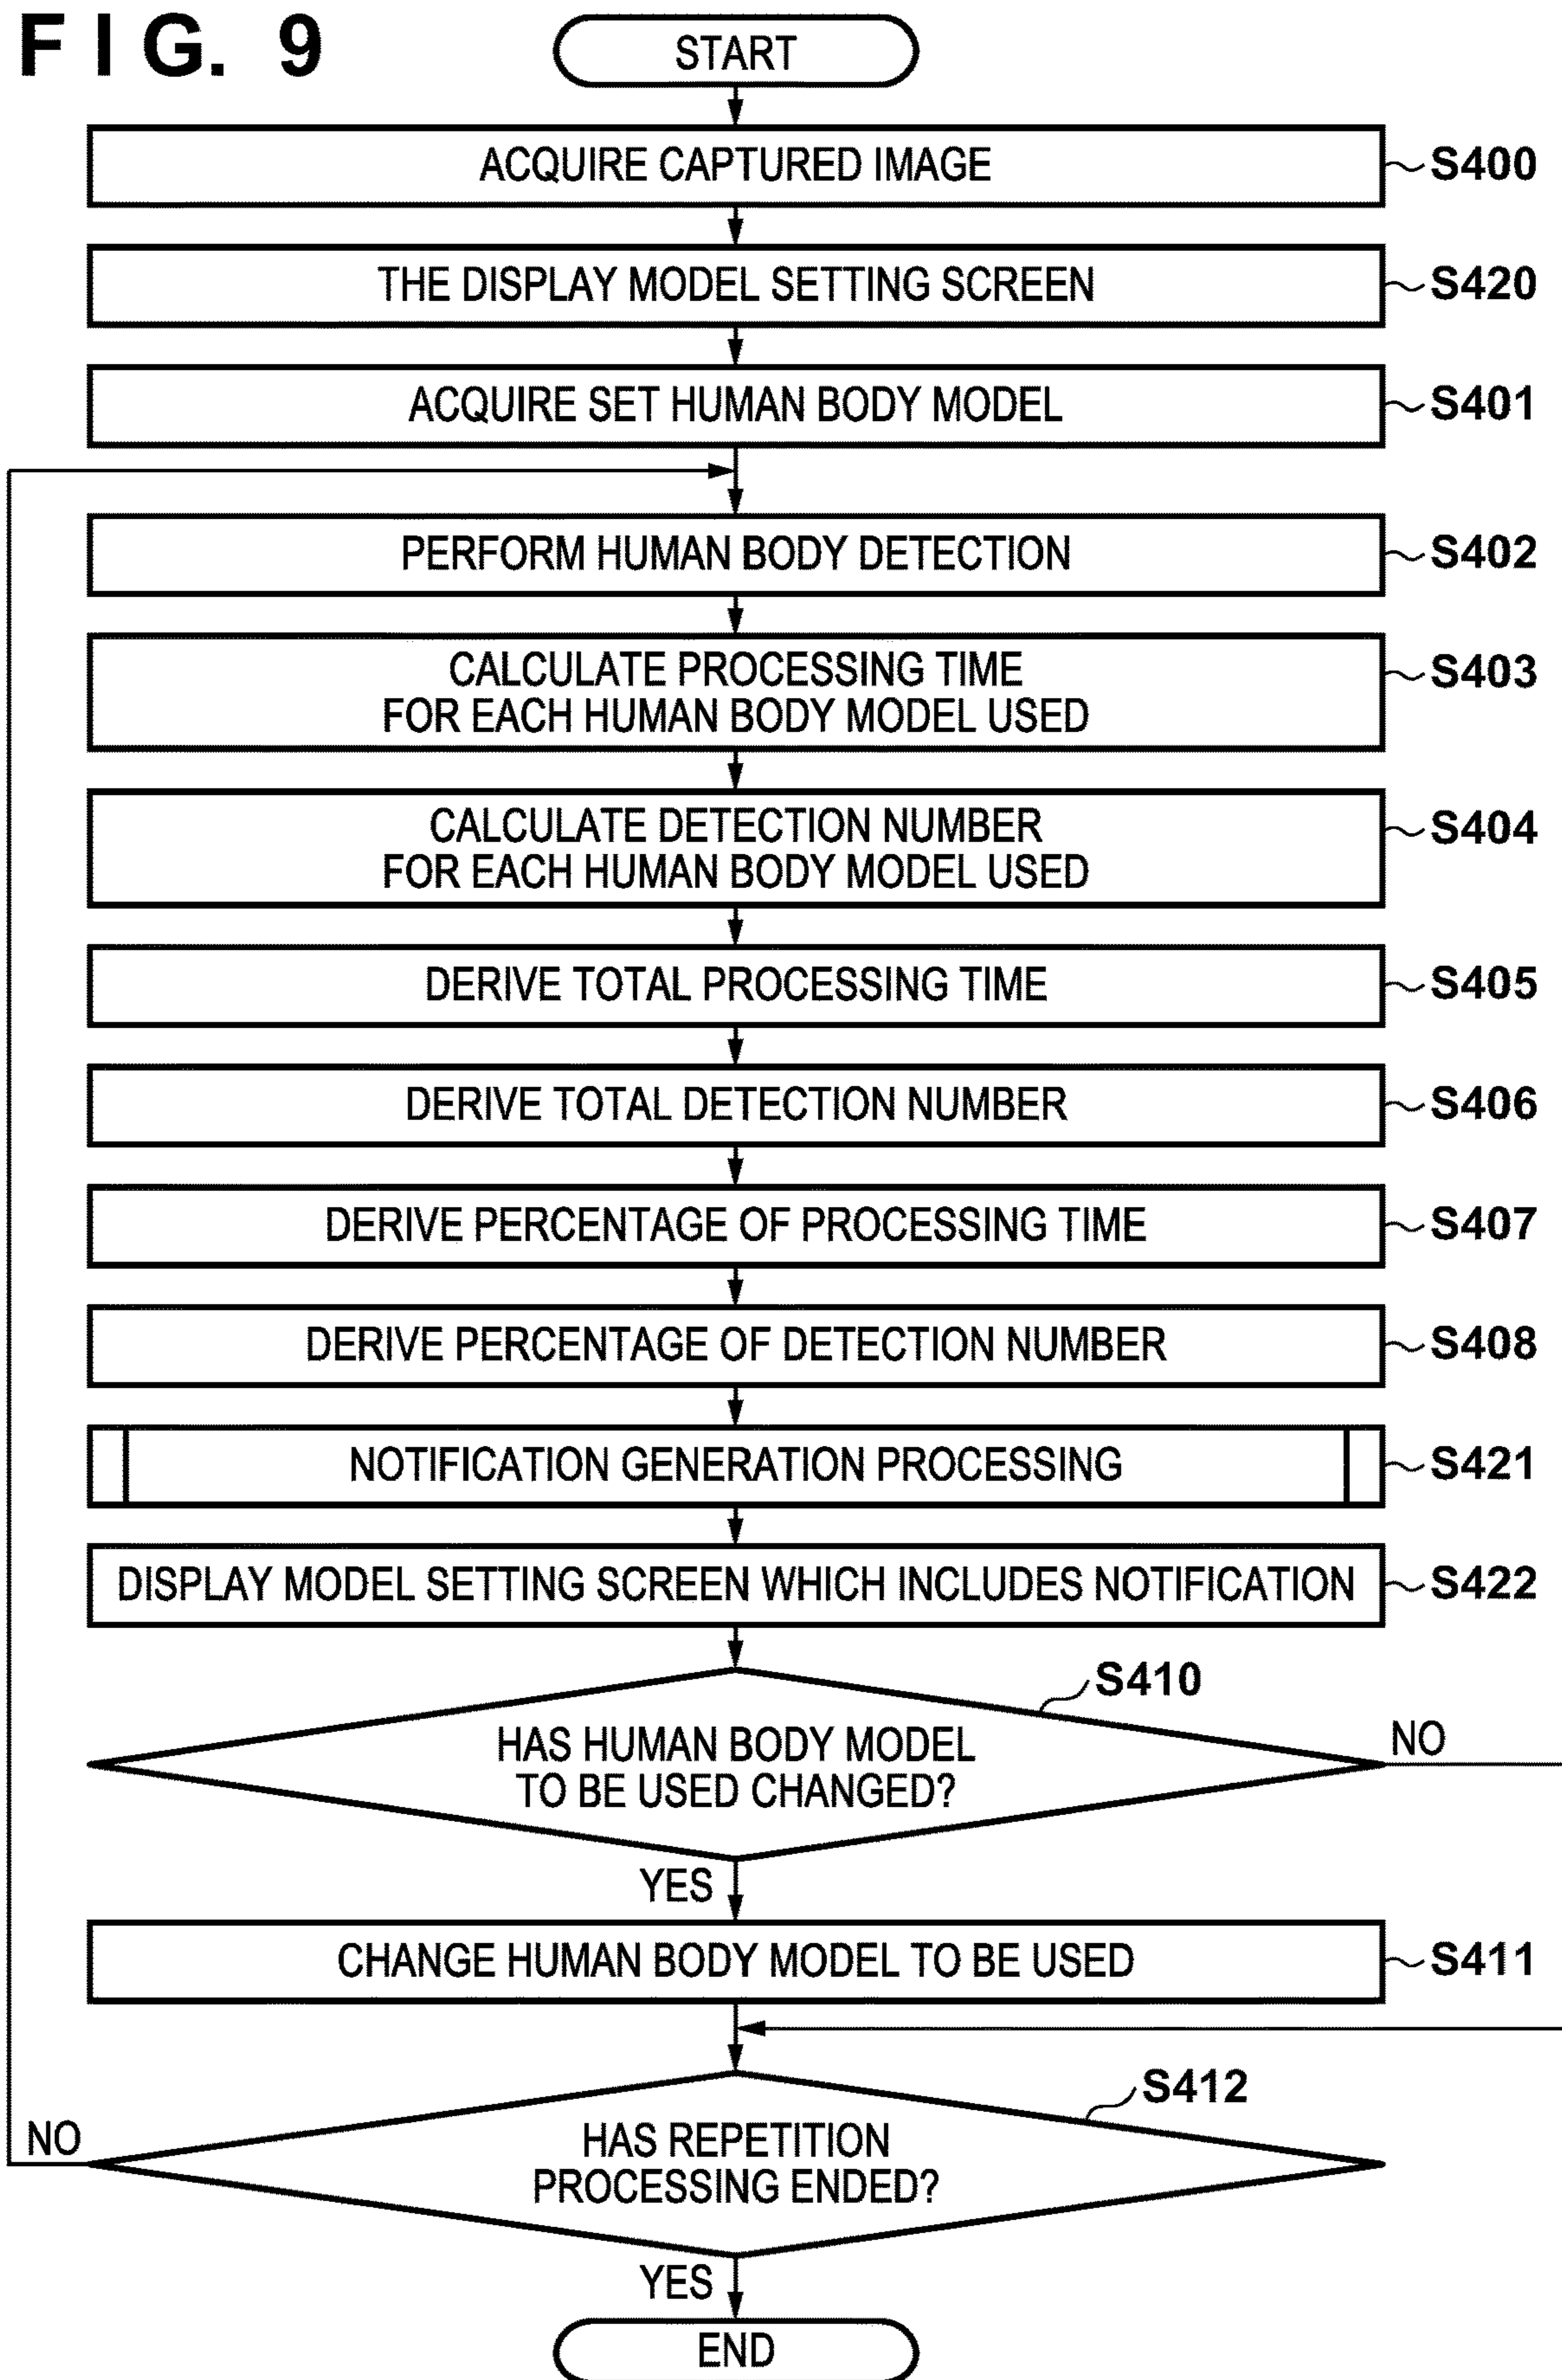 FIG. 9
START
ACQUIRE CAPTURED IMAGE
S400
THE DISPLAY MODEL SETTING SCREEN
S420
ACQUIRE SET HUMAN BODY MODEL
S401
PERFORM HUMAN BODY DETECTION
S402
CALCULATE PROCESSING TIME
FOR EACH HUMAN BODY MODEL USED
S403
CALCULATE DETECTION NUMBER
FOR EACH HUMAN BODY MODEL USED
S404
DERIVE TOTAL PROCESSING TIME
S405
DERIVE TOTAL DETECTION NUMBER
S406
DERIVE PERCENTAGE OF PROCESSING TIME
S407
DERIVE PERCENTAGE OF DETECTION NUMBER
S408
NOTIFICATION GENERATION PROCESSING
S421
DISPLAY MODEL SETTING SCREEN WHICH INCLUDES NOTIFICATION
S422
S410
HAS HUMAN BODY MODEL
TO BE USED CHANGED?
NO
YES
CHANGE HUMAN BODY MODEL TO BE USED
S411
S412
HAS REPETITION
PROCESSING ENDED?
NO
YES
END